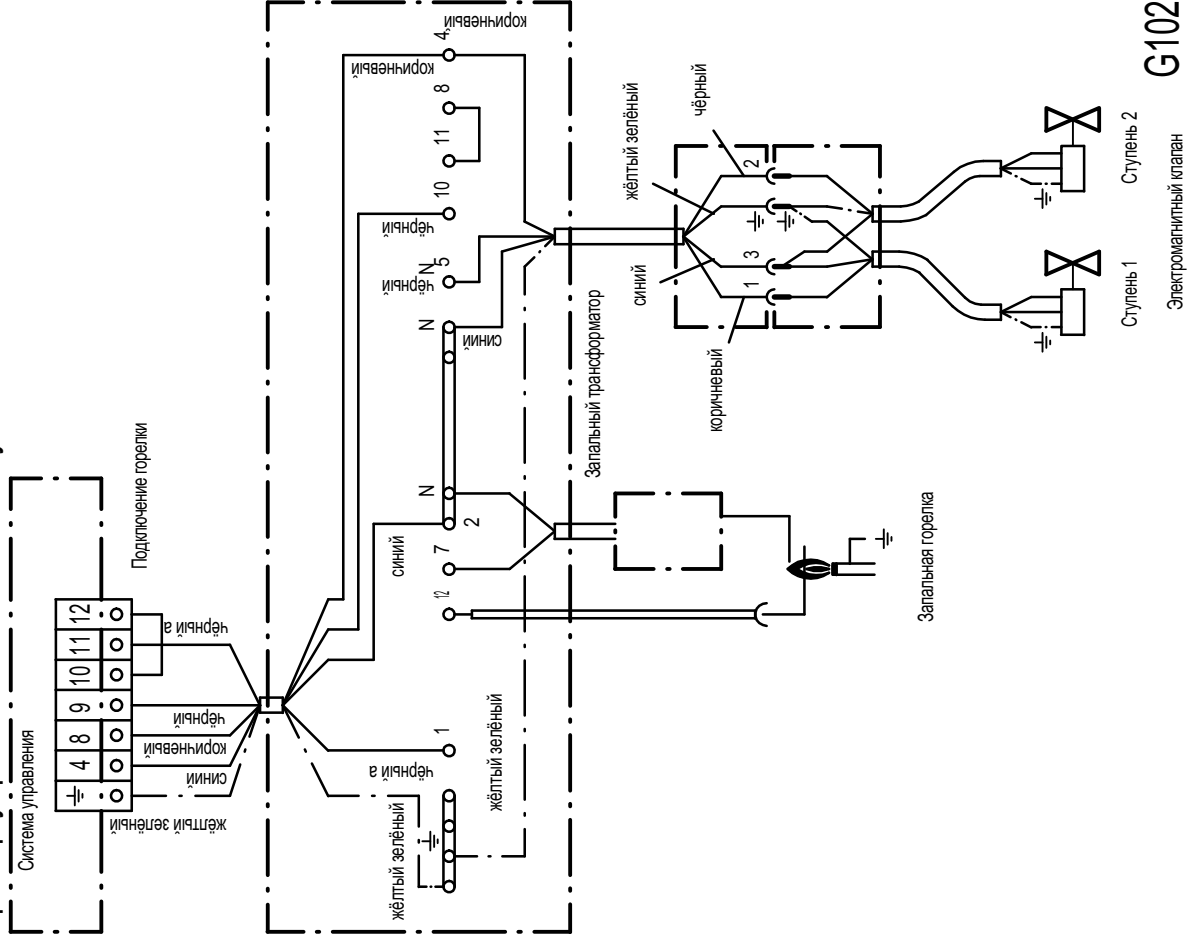 Система управления
4 8 9 10 11 12
Подключение горелки
жёлтый зелёный
синий
коричневый
чёрный
чёрный а
коричневый
коричневый
4
8
11
10
чёрный
5
N
чёрный
N
синий
N
2
синий
7
12
1
чёрный а
жёлтый зелёный
жёлтый зелёный
Запальный трансформатор
Запальная горелка
жёлтый зелёный
чёрный
синий
коричневый
1
3
2
Ступень 1
Ступень 2
Электромагнитный клапан
G102